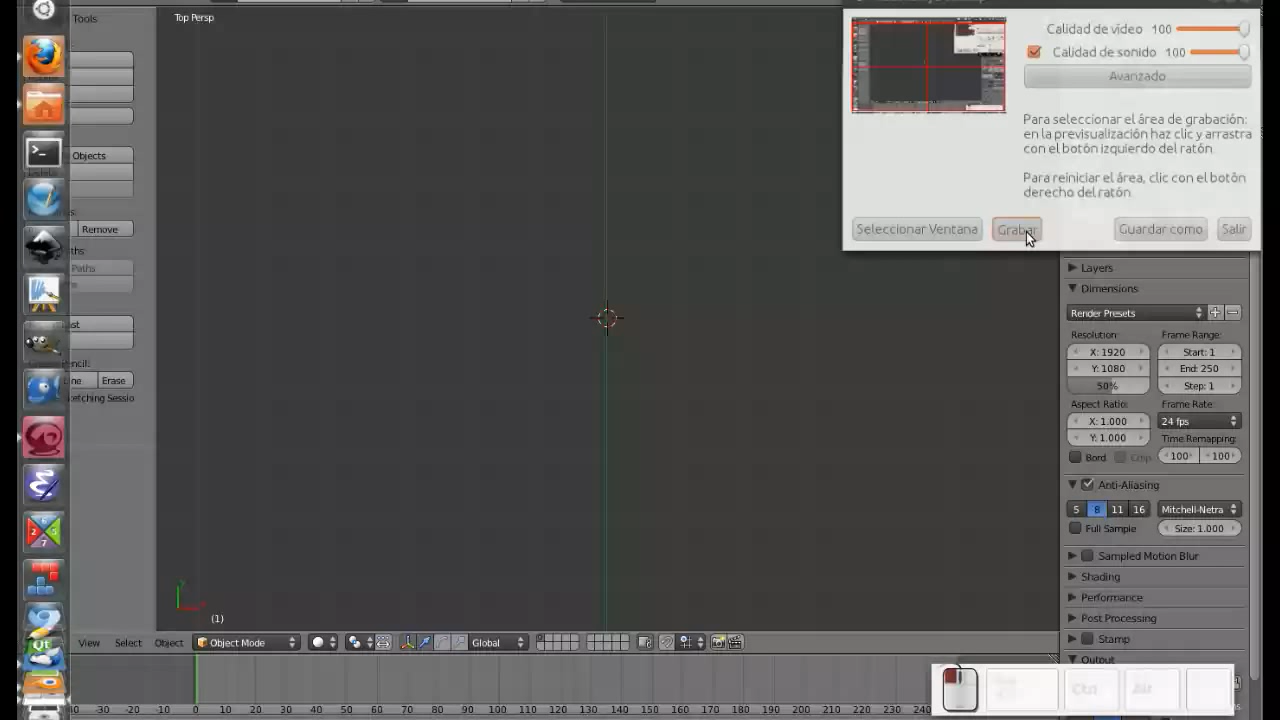 Tools
Top Persp
Calidad de vídeo 100
Calidad de sonido 100
Avanzado
Para seleccionar el área de grabación:
en la previsualización haz clic y arrastra
con el botón izquierdo del ratón
Para reiniciar el área, clic con el botón
derecho del ratón
Seleccionar Ventana
Grabar
Guardar como
Salir
Objects
Remove
Paths
Erase
Layers
Dimensions
Render Presets
Resolution:
Frame Range:
X: 1920
Start: 1
Y: 1080
End: 250
50%
Step: 1
Aspect Ratio:
Frame Rate:
X: 1.000
24 fps
Y: 1.000
Time Remapping:
Bord
Crop
100
100
Anti-Aliasing
5 8 11 16
Mitchell-Netra
Full Sample
Size: 1.000
Sampled Motion Blur
Shading
Performance
Post Processing
Stamp
Output
(1)
View Select Object
Object Mode
Global
-30 -20 -10 0 10 20 30 40 50 60 70 80 90 100 110 120 130 140 150 160 170 180 190 200 210 220 230
Ctrl
Alt
Qt